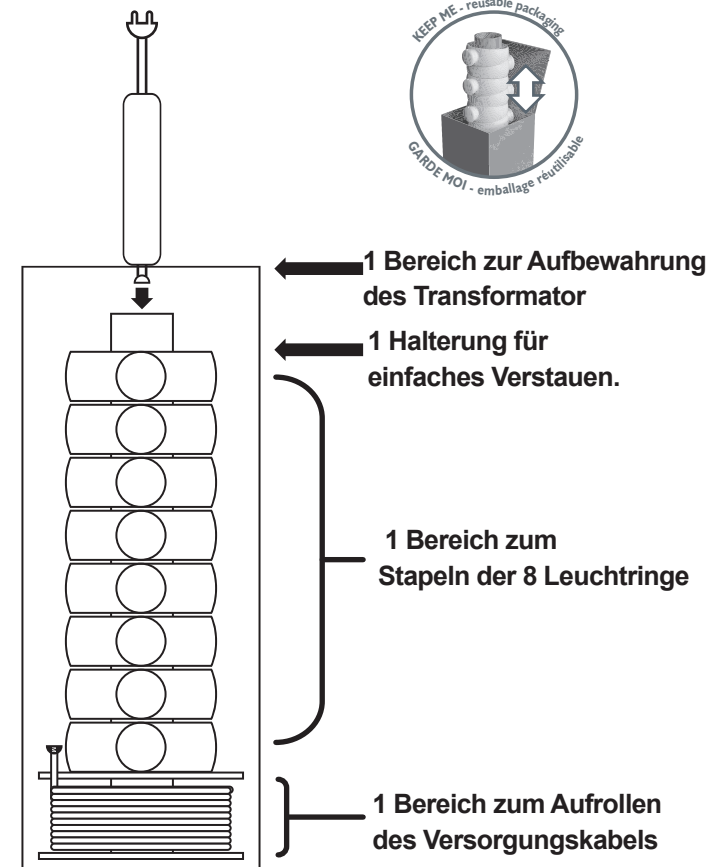 KEEP ME - reusable packaging
GARDE MOI - emballage réutilisable
1 Bereich zur Aufbewahrung
des Transformator
1 Halterung für
einfaches Verstauen.
1 Bereich zum
Stapeln der 8 Leuchtringe
1 Bereich zum Aufrollen
des Versorgungskabels